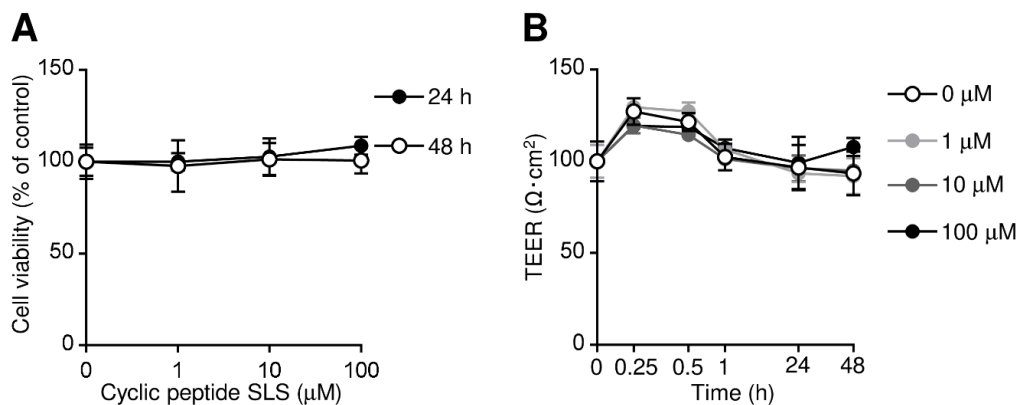 A
Cell viability (% of control)
150
100
50
0
0 1 10 100
Cyclic peptide SLS (μM)
24 h
48 h
B
TEER (Ω·cm²)
150
100
50
0
0 0.25 0.5 1 24 48
Time (h)
0 μM
1 μM
10 μM
100 μM